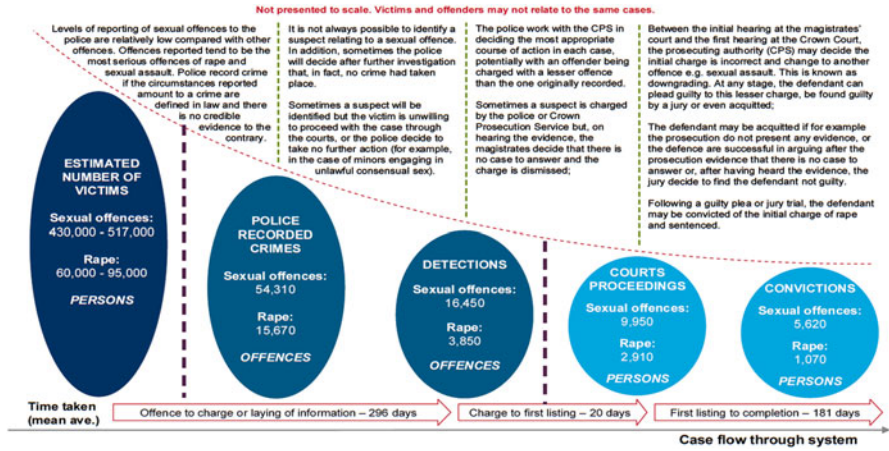 Not presented to scale. Victims and offenders may not relate to the same cases.
Levels of reporting of sexual offences to the
police are relatively low compared with other
offences. Offences reported tend to be the
most serious offences of rape and
sexual assault. Police record crime
if the circumstances reported
amount to a crime are
defined in law and there
is no credible
evidence to the
contrary.
It is not always possible to identify a
suspect relating to a sexual offence.
In addition, sometimes the police
will decide after further investigation
that, in fact, no crime had taken
place.
Sometimes a suspect will be
identified but the victim is unwilling
to proceed with the case through
the courts, or the police decide to
take no further action (for example,
in the case of minors engaging in
unlawful consensual sex).
The police work with the CPS in
deciding the most appropriate
course of action in each case,
potentially with an offender being
charged with a lesser offence
than the one originally recorded.
Sometimes a suspect is charged
by the police or Crown
Prosecution Service but, on
hearing the evidence, the
magistrates decide that there is
no case to answer and the
charge is dismissed;
Between the initial hearing at the magistrates'
court and the first hearing at the Crown Court,
the prosecuting authority (CPS) may decide the
initial charge is incorrect and change to another
offence e.g. sexual assault. This is known as
downgrading. At any stage, the defendant can
plead guilty to this lesser charge, be found guilty
by a jury or even acquitted;
The defendant may be acquitted if for example
the prosecution do not present any evidence, or
the defence are successful in arguing after the
prosecution evidence that there is no case to
answer or, after having heard the evidence, the
jury decide to find the defendant not guilty.
Following a guilty plea or jury trial, the defendant
may be convicted of the initial charge of rape
and sentenced.
ESTIMATED
NUMBER OF
VICTIMS
Sexual offences:
430,000 - 517,000
Rape:
60,000 - 95,000
PERSONS
POLICE
RECORDED
CRIMES
Sexual offences:
54,310
Rape:
15,670
OFFENCES
DETECTIONS
Sexual offences:
16,450
Rape:
3,850
OFFENCES
COURTS
PROCEEDINGS
Sexual offences:
9,950
Rape:
2,910
PERSONS
CONVICTIONS
Sexual offences:
5,620
Rape:
1,070
PERSONS
Time taken
(mean ave.)
Offence to charge or laying of information – 296 days
Charge to first listing – 20 days
First listing to completion – 181 days
Case flow through system